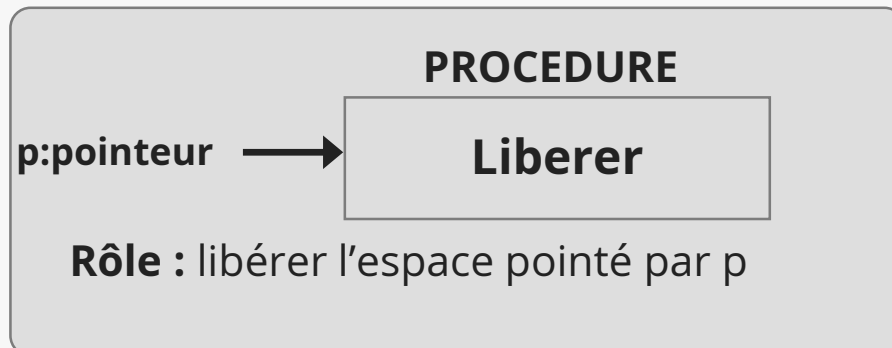 PROCEDURE
p:pointeur
Liberer
Rôle : libérer l’espace pointé par p